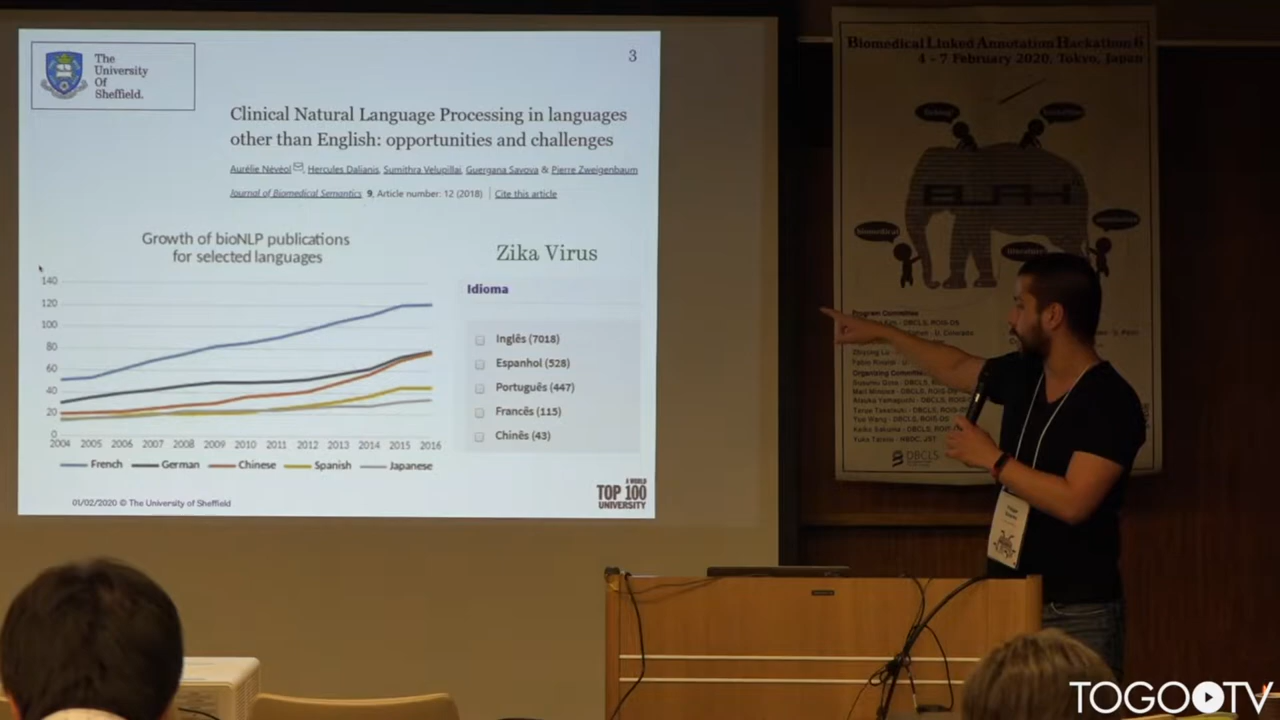 The
University
Of
Sheffield.
3
Clinical Natural Language Processing in languages
other than English: opportunities and challenges
Aurélie Névéol, Hercules Dalianis, Sumithra Velupillai, Guergana Savova & Pierre Zweigenbaum
Journal of Biomedical Semantics 9, Article number: 12 (2018) | Cite this article
Growth of bioNLP publications
for selected languages
140
120
100
80
60
40
20
0
2004 2005 2006 2007 2008 2009 2010 2011 2012 2013 2014 2015 2016
French German Chinese Spanish Japanese
Zika Virus
Idioma
Inglês (7018)
Espanhol (528)
Português (447)
Francês (115)
Chinês (43)
01/02/2020 © The University of Sheffield
A WORLD
TOP 100
UNIVERSITY
Biomedical Linked Annotation Hackathon 6
4 - 7 February 2020, Tokyo, Japan
BLAH
biomedical
literature
Program Committee
DBCLS, ROIS-DS
Organizing Committee
DBCLS
TOGO TV